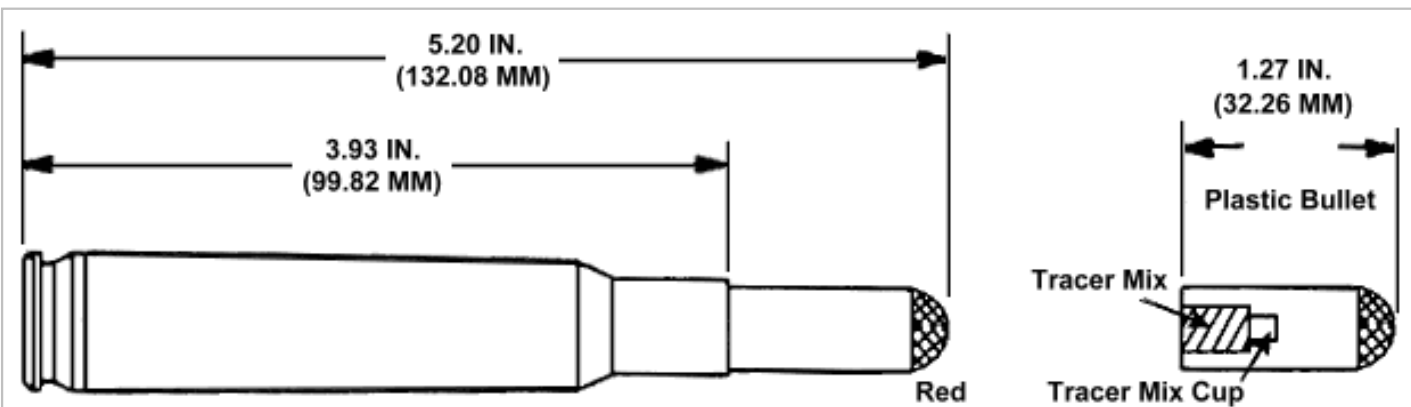 5.20 IN.
(132.08 MM)
1.27 IN.
(32.26 MM)
3.93 IN.
(99.82 MM)
Plastic Bullet
Tracer Mix
Red
Tracer Mix Cup